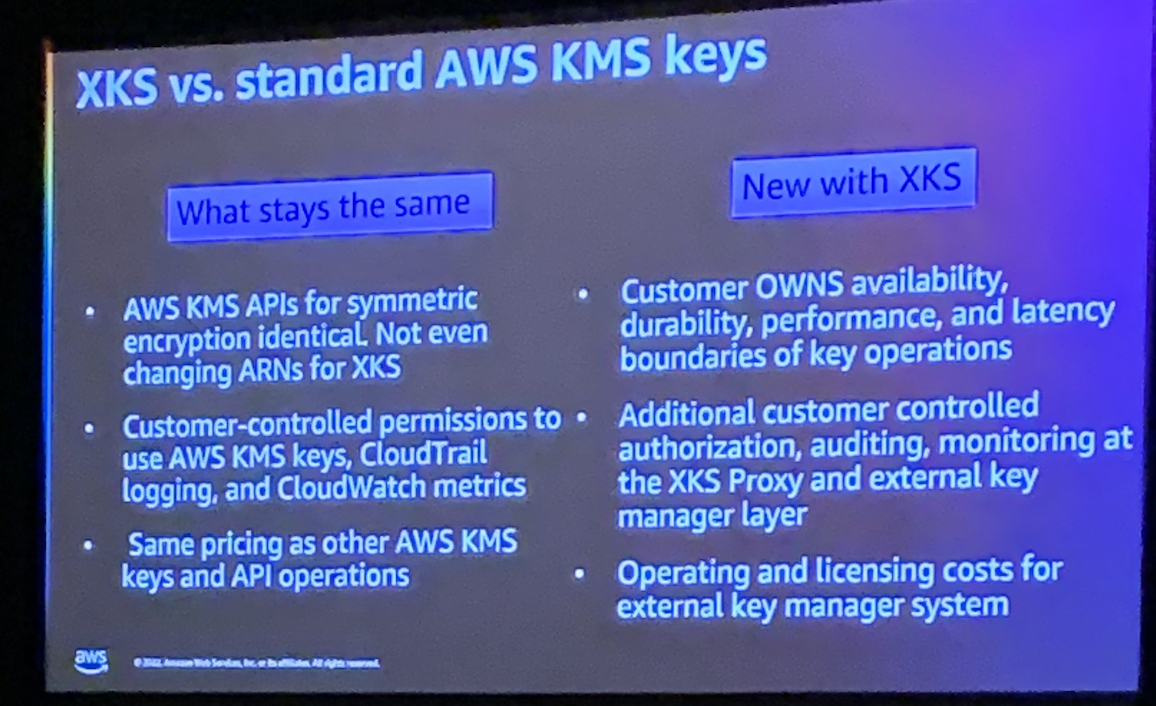 XKS vs. standard AWS KMS keys
What stays the same
AWS KMS APIs for symmetric
encryption identical. Not even
changing ARNs for XKS
Customer-controlled permissions to
use AWS KMS keys, CloudTrail
logging, and CloudWatch metrics
Same pricing as other AWS KMS
keys and API operations
New with XKS
Customer OWNS availability,
durability, performance, and latency
boundaries of key operations
Additional customer controlled
authorization, auditing, monitoring at
the XKS Proxy and external key
manager layer
Operating and licensing costs for
external key manager system
aws
© 2022, Amazon Web Services, Inc. or its affiliates. All rights reserved.